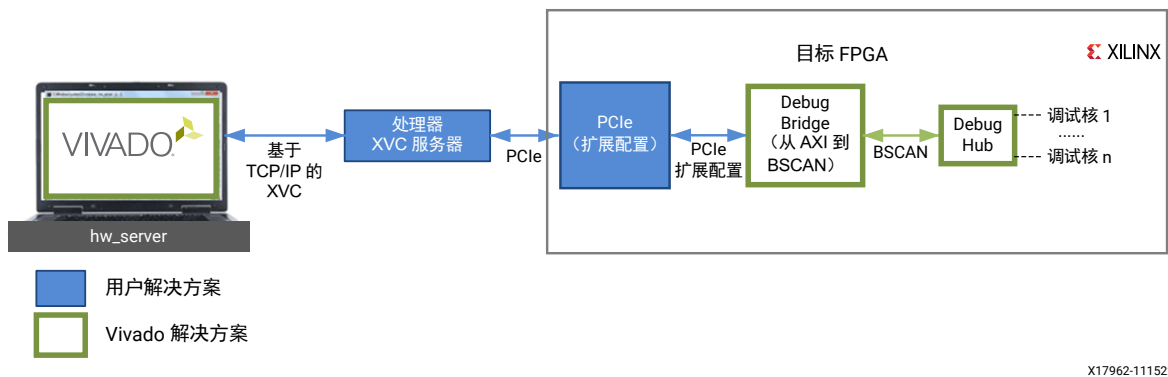 目标 FPGA
XILINX
VIVADO
基于
TCP/IP 的
XVC
处理器
XVC 服务器
PCIe
PCIe
（扩展配置）
PCIe
扩展配置
Debug
Bridge
（从 AXI 到
BSCAN）
BSCAN
Debug
Hub
调试核 1
......
调试核 n
hw_server
用户解决方案
Vivado 解决方案
X17962-11152